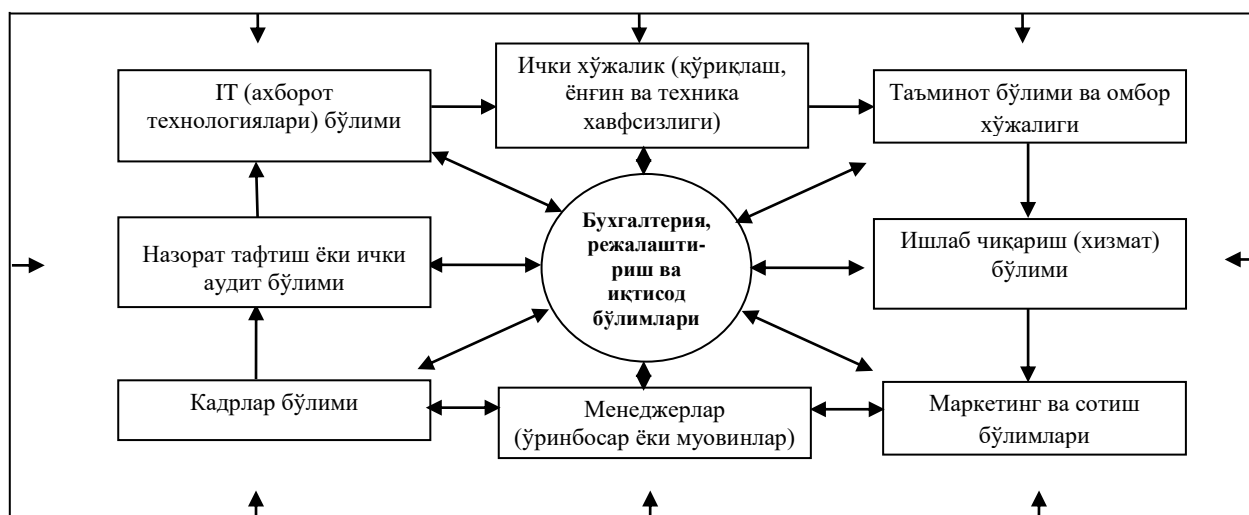 IT (ахборот
технологиялари) бўлими
Ички хўжалик (қўриқлаш,
ёнғин ва техника
хавфсизлиги)
Таъминот бўлими ва омбор
хўжалиги
Назорат тафтиш ёки ички
аудит бўлими
Бухгалтерия,
режалашти-
риш ва
иқтисод
бўлимлари
Ишлаб чиқариш (хизмат)
бўлими
Кадрлар бўлими
Менеджерлар
(ўринбосар ёки муовинлар)
Маркетинг ва сотиш
бўлимлари